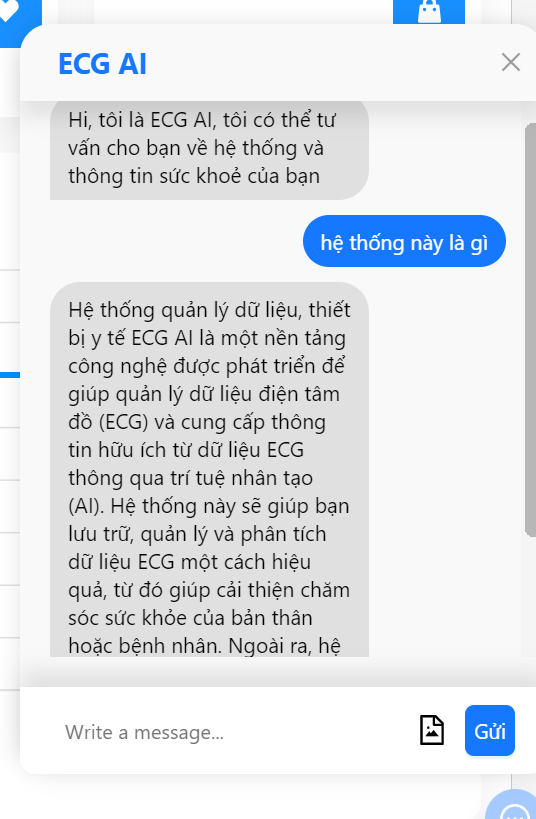 ECG AI
Hi, tôi là ECG AI, tôi có thể tư
vấn cho bạn về hệ thống và
thông tin sức khoẻ của bạn
hệ thống này là gì
Hệ thống quản lý dữ liệu, thiết
bị y tế ECG AI là một nền tảng
công nghệ được phát triển để
giúp quản lý dữ liệu điện tâm
đồ (ECG) và cung cấp thông
tin hữu ích từ dữ liệu ECG
thông qua trí tuệ nhân tạo
(AI). Hệ thống này sẽ giúp bạn
lưu trữ, quản lý và phân tích
dữ liệu ECG một cách hiệu
quả, từ đó giúp cải thiện chăm
sóc sức khỏe của bản thân
hoặc bệnh nhân. Ngoài ra, hệ
Write a message...
Gửi